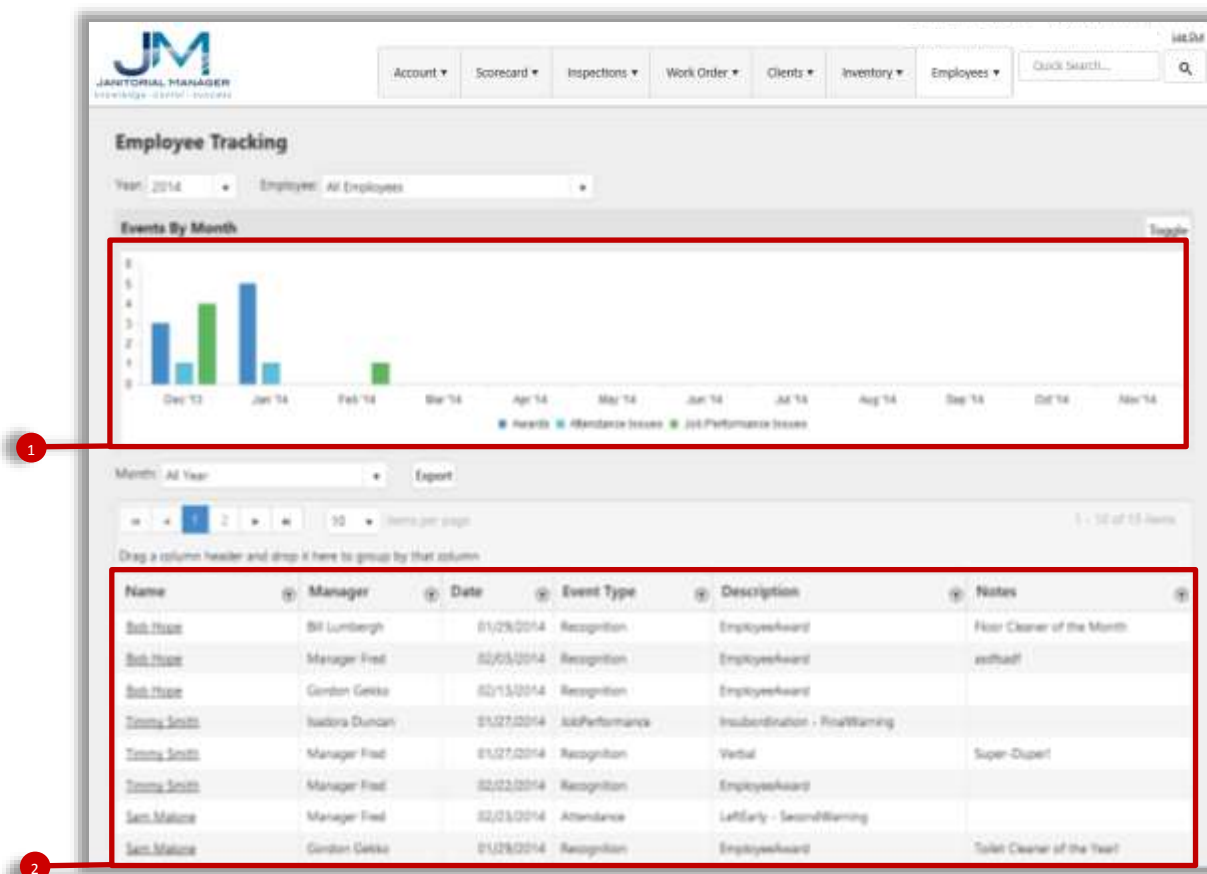 JM
Log Out
JANITORIAL MANAGER
Account ▾ Scorecard ▾ Inspections ▾ Work Order ▾ Clients ▾ Inventory ▾ Employees ▾ Quick Search...
Employee Tracking
Year: 2014 Employee: All Employees
Events By Month Toggle
6
5
4
3
2
1
0
Dec '13 Jan '14 Feb '14 Mar '14 Apr '14 May '14 Jun '14 Jul '14 Aug '14 Sep '14 Oct '14 Nov '14
Awards Attendance Issues Job Performance Issues
1
Month: All Year Export
1 2 10 items per page 1 - 10 of items
Drag a column header and drop it here to group by that column
Name Manager Date Event Type Description Notes
Bob Hope Bill Lumbergh 01/29/2014 Recognition EmployeeAward Floor Cleaner of the Month
Bob Hope Manager Fred 02/05/2014 Recognition EmployeeAward
Bob Hope Gordon Gekko 02/13/2014 Recognition EmployeeAward
Timmy Smith Isadora Duncan 01/27/2014 JobPerformance Insubordination - FinalWarning
Timmy Smith Manager Fred 01/27/2014 Recognition Verbal Super-Duper!
Timmy Smith Manager Fred 02/22/2014 Recognition EmployeeAward
Sam Malone Manager Fred 02/23/2014 Attendance LeftEarly - SecondWarning
Sam Malone Gordon Gekko 01/29/2014 Recognition EmployeeAward Toilet Cleaner of the Year!
2